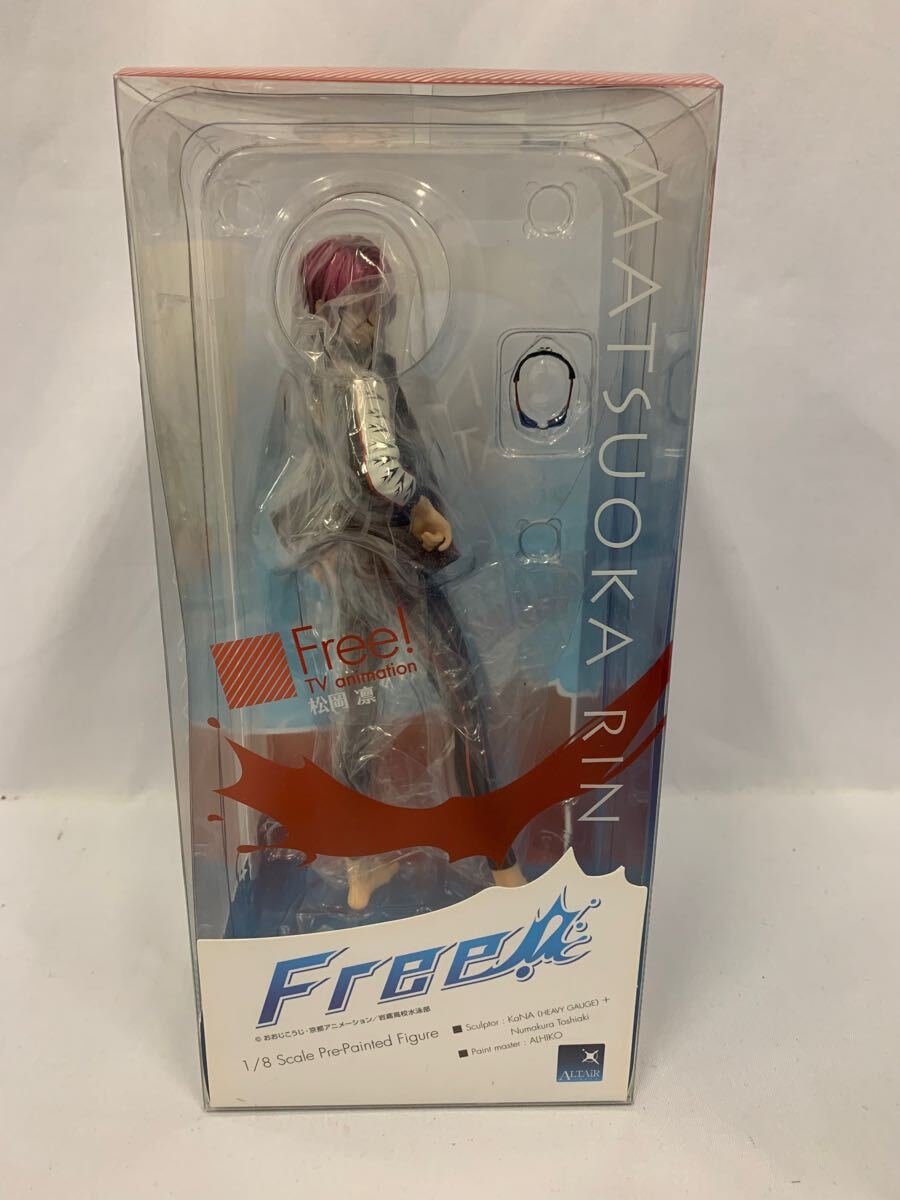 MATSUOKA RIN
Free!
TV animation
松岡 凛
Free!
© おおじこうじ・京都アニメーション／岩鳶高校水泳部
1/8 Scale Pre-Painted Figure
■ Sculptor : KaNA (HEAVY GAUGE) +
Numakura Toshiaki
■ Paint master : ALHIKO
ALTAiR